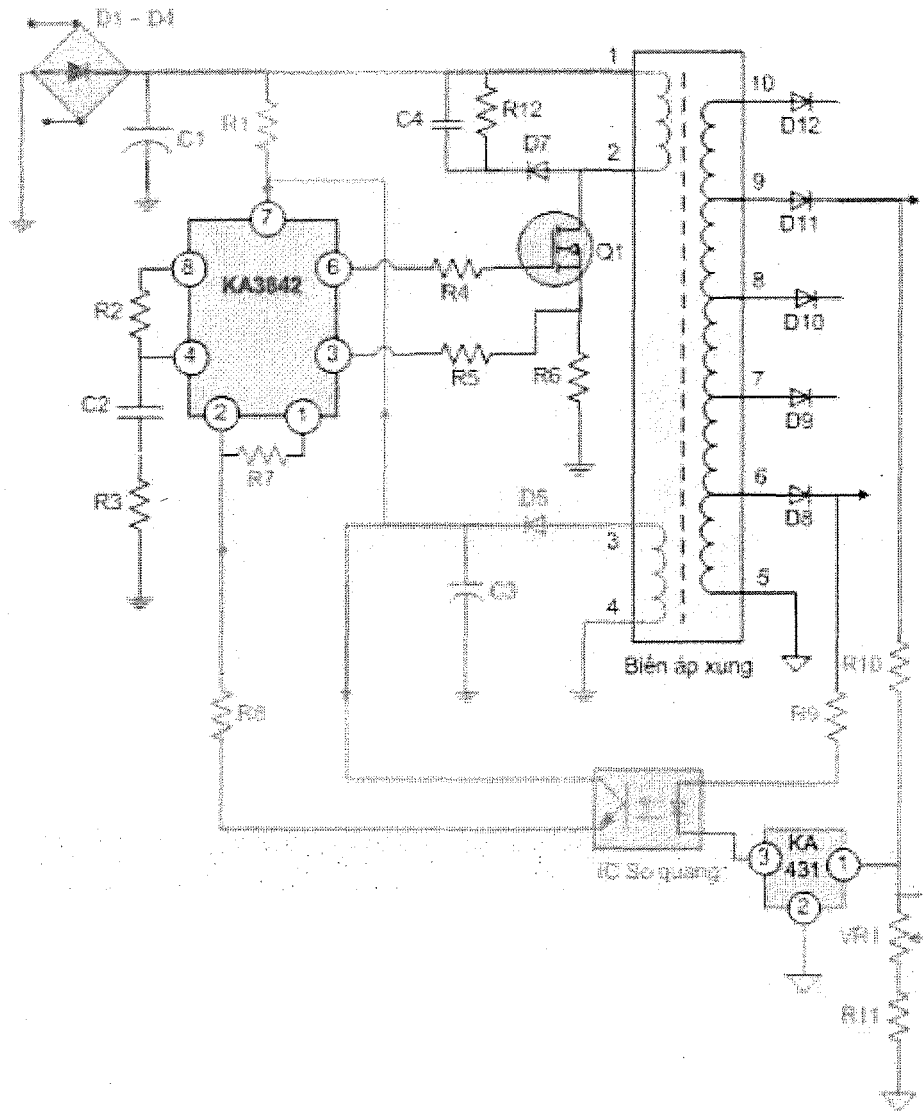 D1 - D4
1
10
C4
R12
D12
C1
R1
D7
2
9
7
D11
8
6
KA3842
Q1
R4
8
R2
D10
4
3
R5
R6
7
C2
2
1
D9
R7
6
R3
D8
D5
3
5
C3
4
Biến áp xung
R10
R8
R9
IC So quang
3
KA
431
1
2
VR1
R11